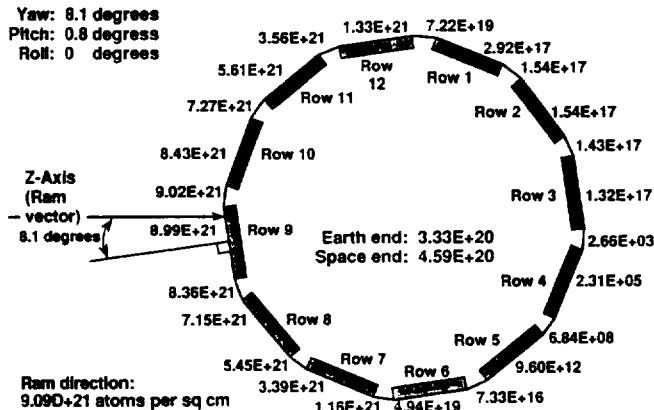 Yaw: 8.1 degrees
Pitch: 0.8 degress
Roll: 0 degrees
1.33E+21
7.22E+19
3.56E+21
Row 12
Row 1
2.92E+17
1.54E+17
5.61E+21
Row 11
Row 2
1.54E+17
7.27E+21
1.43E+17
8.43E+21
Row 10
Row 3
1.32E+17
Z-Axis
(Ram
vector)
9.02E+21
8.1 degrees
8.99E+21
Row 9
Earth end: 3.33E+20
Space end: 4.59E+20
2.66E+03
Row 4
2.31E+05
8.36E+21
7.15E+21
Row 8
Row 5
6.84E+08
9.60E+12
5.45E+21
Row 7
Row 6
3.39E+21
7.33E+16
1.16E+21
4.94E+19
Ram direction:
9.09D+21 atoms per sq cm